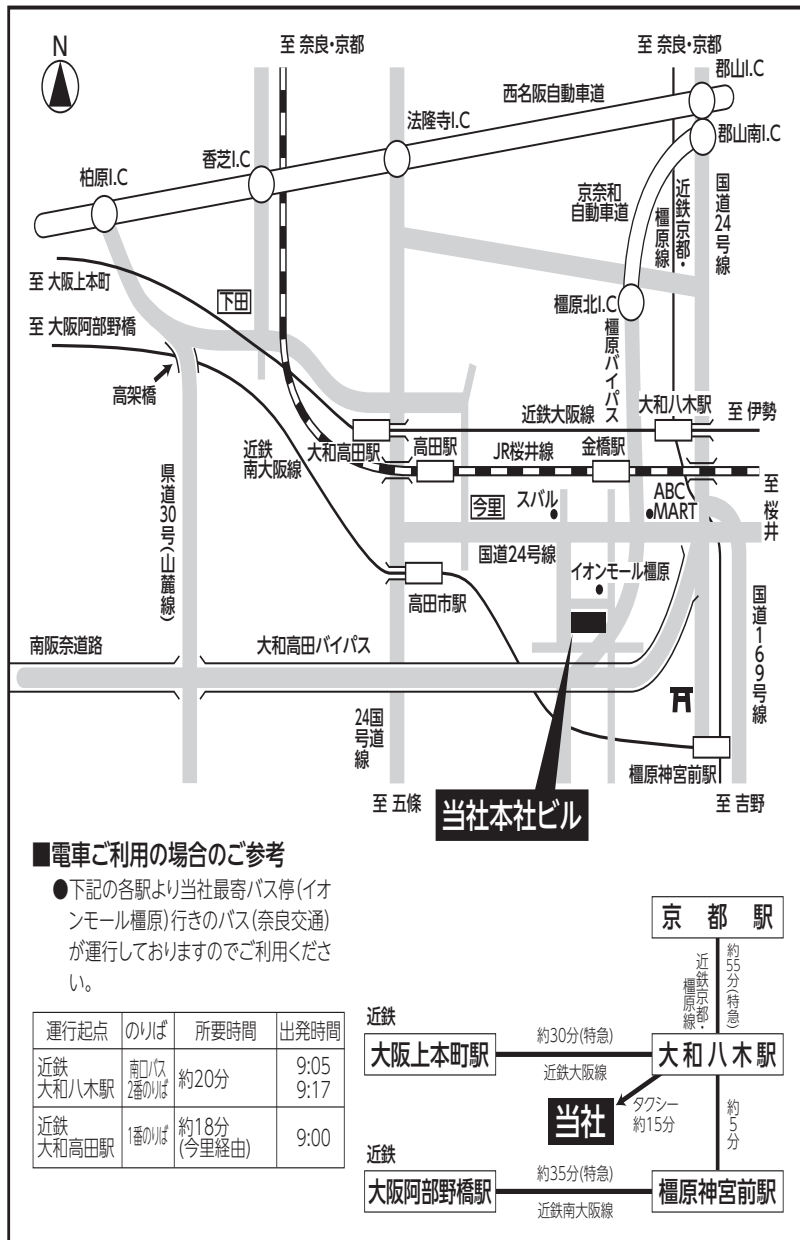 N
至 奈良・京都
至 奈良・京都
郡山I.C
西名阪自動車道
法隆寺I.C
郡山南I.C
香芝I.C
柏原I.C
京奈和
自動車道
近鉄京都・
橿原線
国道24号線
至 大阪上本町
下田
橿原北I.C
至 大阪阿部野橋
橿原バイパス
高架橋
大和八木駅
近鉄大阪線
至 伊勢
近鉄
南大阪線
大和高田駅
高田駅
JR桜井線
金橋駅
至 桜井
県道30号(山麓線)
今里
スバル
ABC
MART
国道24号線
イオンモール橿原
高田市駅
国道169号線
南阪奈道路
大和高田バイパス
24国道
号線
橿原神宮前駅
至 五條
至 吉野
当社本社ビル
■電車ご利用の場合のご参考
●下記の各駅より当社最寄バス停(イオ
ンモール橿原)行きのバス(奈良交通)
が運行しておりますのでご利用くださ
い。
運行起点 のりば 所要時間 出発時間
近鉄
大和八木駅
南口バス
2番のりば
約20分
9:05
9:17
近鉄
大和高田駅
1番のりば
約18分
(今里経由)
9:00
京都駅
約55分(特急)
近鉄京都・
橿原線
近鉄
大阪上本町駅
約30分(特急)
近鉄大阪線
大和八木駅
当社
タクシー
約15分
約5分
近鉄
大阪阿部野橋駅
約35分(特急)
近鉄南大阪線
橿原神宮前駅